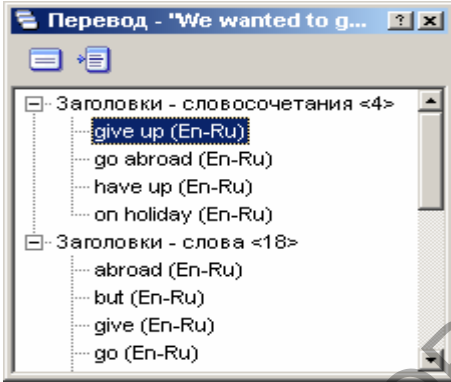 Перевод - "We wanted to g...
Заголовки - словосочетания <4>
give up (En-Ru)
go abroad (En-Ru)
have up (En-Ru)
on holiday (En-Ru)
Заголовки - слова <18>
abroad (En-Ru)
but (En-Ru)
give (En-Ru)
go (En-Ru)